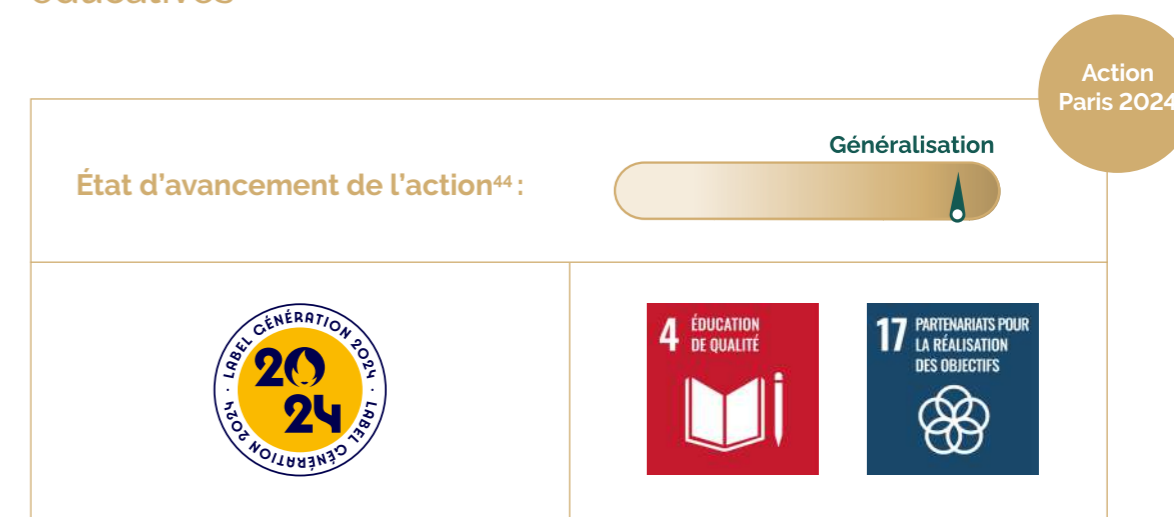 Action
Paris 2024
Généralisation
État d’avancement de l’action⁴⁴ :
LABEL GÉNÉRATION 2024 · LABEL GÉNÉRATION 2024 ·
20
24
4 ÉDUCATION
DE QUALITÉ
17 PARTENARIATS POUR
LA RÉALISATION
DES OBJECTIFS